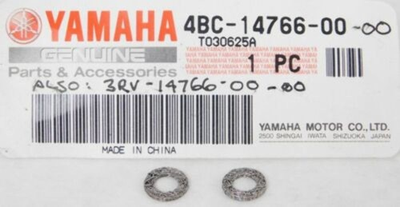 YAMAHA 4BC-14766-00-00
GENUINE T030625A
Parts & Accessories 1 PC
ALSO: 3RV-14766-00-00
YAMAHA MOTOR CO., LTD.
MADE IN CHINA 2500 SHINGAI IWATA SHIZUOKA JAPAN